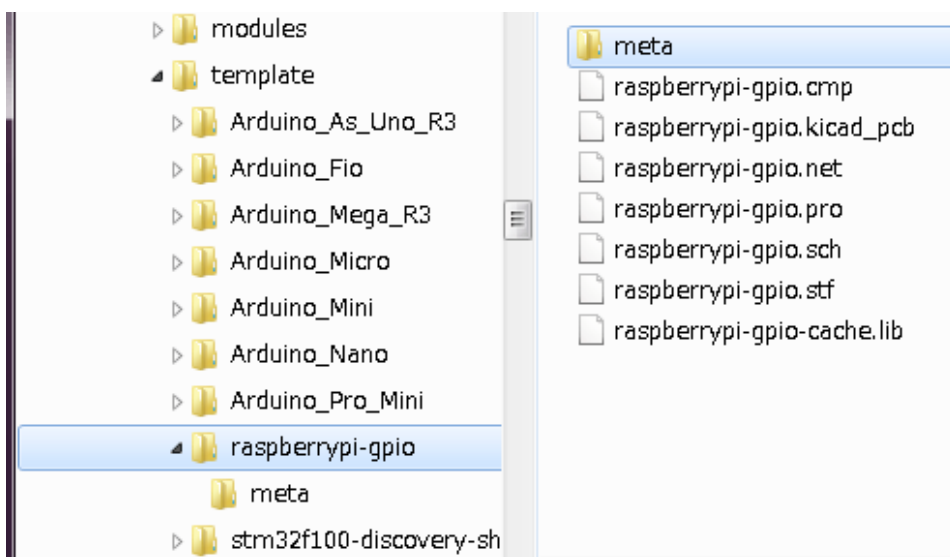 modules
template
Arduino_As_Uno_R3
Arduino_Fio
Arduino_Mega_R3
Arduino_Micro
Arduino_Mini
Arduino_Nano
Arduino_Pro_Mini
raspberrypi-gpio
meta
stm32f100-discovery-sh
meta
raspberrypi-gpio.cmp
raspberrypi-gpio.kicad_pcb
raspberrypi-gpio.net
raspberrypi-gpio.pro
raspberrypi-gpio.sch
raspberrypi-gpio.stf
raspberrypi-gpio-cache.lib